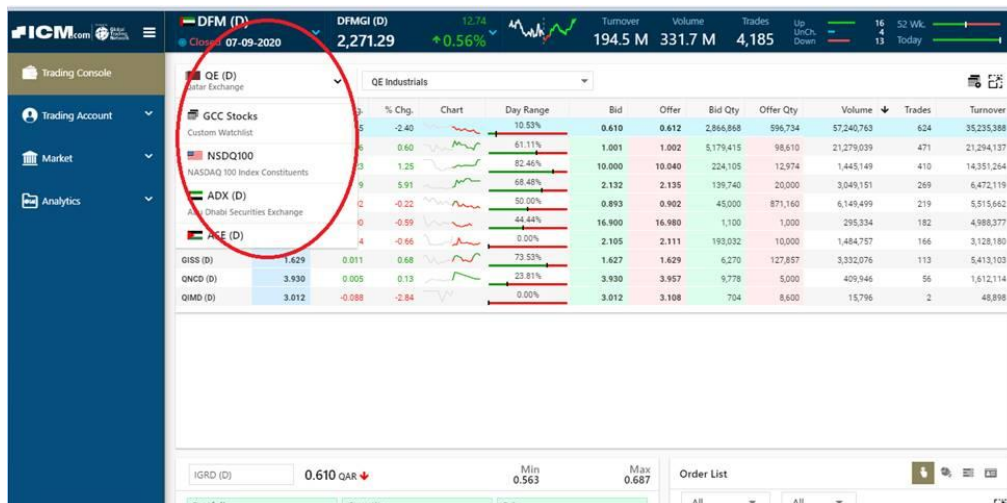 ICM.com Global Trading Network
DFM (D)
Closed 07-09-2020
DFMGI (D)
2,271.29
12.74
0.56%
Turnover Volume Trades
194.5 M 331.7 M 4,185
Up 16
UnCh. 4
Down 13
52 Wk.
Today
Trading Console
Trading Account
Market
Analytics
QE (D)
Qatar Exchange
QE Industrials
GCC Stocks
Custom Watchlist
NSDQ100
NASDAQ 100 Index Constituents
ADX (D)
Abu Dhabi Securities Exchange
ASE (D)
% Chg. Chart Day Range Bid Offer Bid Qty Offer Qty Volume Trades Turnover
-2.40 10.53% 0.610 0.612 2,866,868 596,734 57,240,763 624 35,235,388
0.60 61.11% 1.001 1.002 5,179,415 98,610 21,279,039 471 21,294,137
1.25 82.46% 10.000 10.040 224,105 12,974 1,445,149 410 14,351,264
5.91 68.48% 2.132 2.135 139,740 20,000 3,049,151 269 6,472,119
-0.22 50.00% 0.893 0.902 45,000 871,160 6,149,499 219 5,515,662
-0.59 44.44% 16.900 16.980 1,100 1,000 295,334 182 4,988,377
-0.66 0.00% 2.105 2.111 193,032 10,000 1,484,757 166 3,128,180
GISS (D) 1.629 0.011 0.68 73.53% 1.627 1.629 6,270 127,857 3,332,076 113 5,413,103
QNCD (D) 3.930 0.005 0.13 23.81% 3.930 3.957 9,778 5,000 409,946 56 1,612,114
QIMD (D) 3.012 -0.088 -2.84 0.00% 3.012 3.108 704 8,600 15,796 2 48,898
IGRD (D) 0.610 QAR
Min
0.563
Max
0.687
Order List
All All